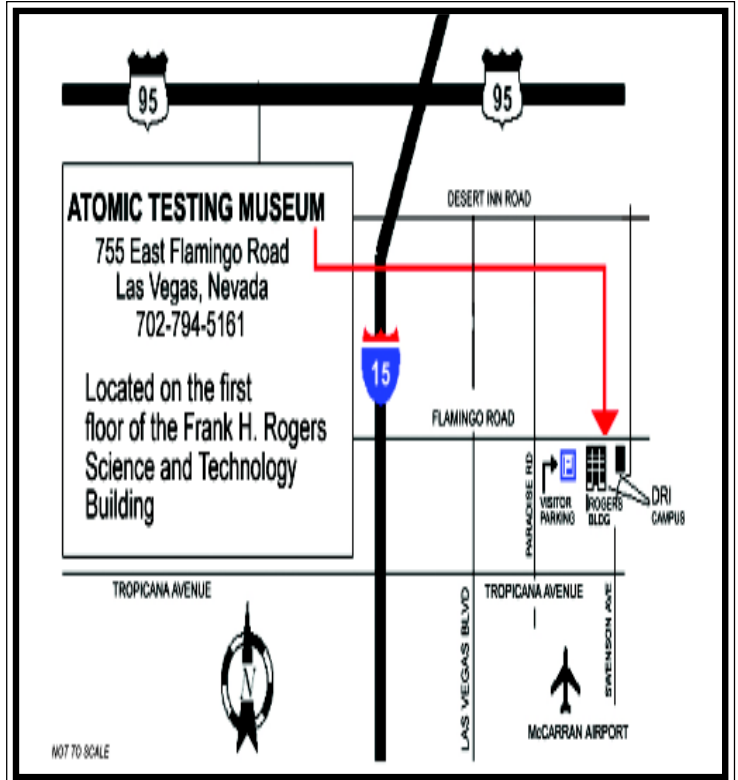 95
95
ATOMIC TESTING MUSEUM
755 East Flamingo Road
Las Vegas, Nevada
702-794-5161
Located on the first
floor of the Frank H. Rogers
Science and Technology
Building
DESERT INN ROAD
15
FLAMINGO ROAD
PARADISE RD
VISITOR
PARKING
ROGERS
BLDG
DRI
CAMPUS
TROPICANA AVENUE
TROPICANA AVENUE
LAS VEGAS BLVD
SWENSON AVE
N
McCARRAN AIRPORT
NOT TO SCALE